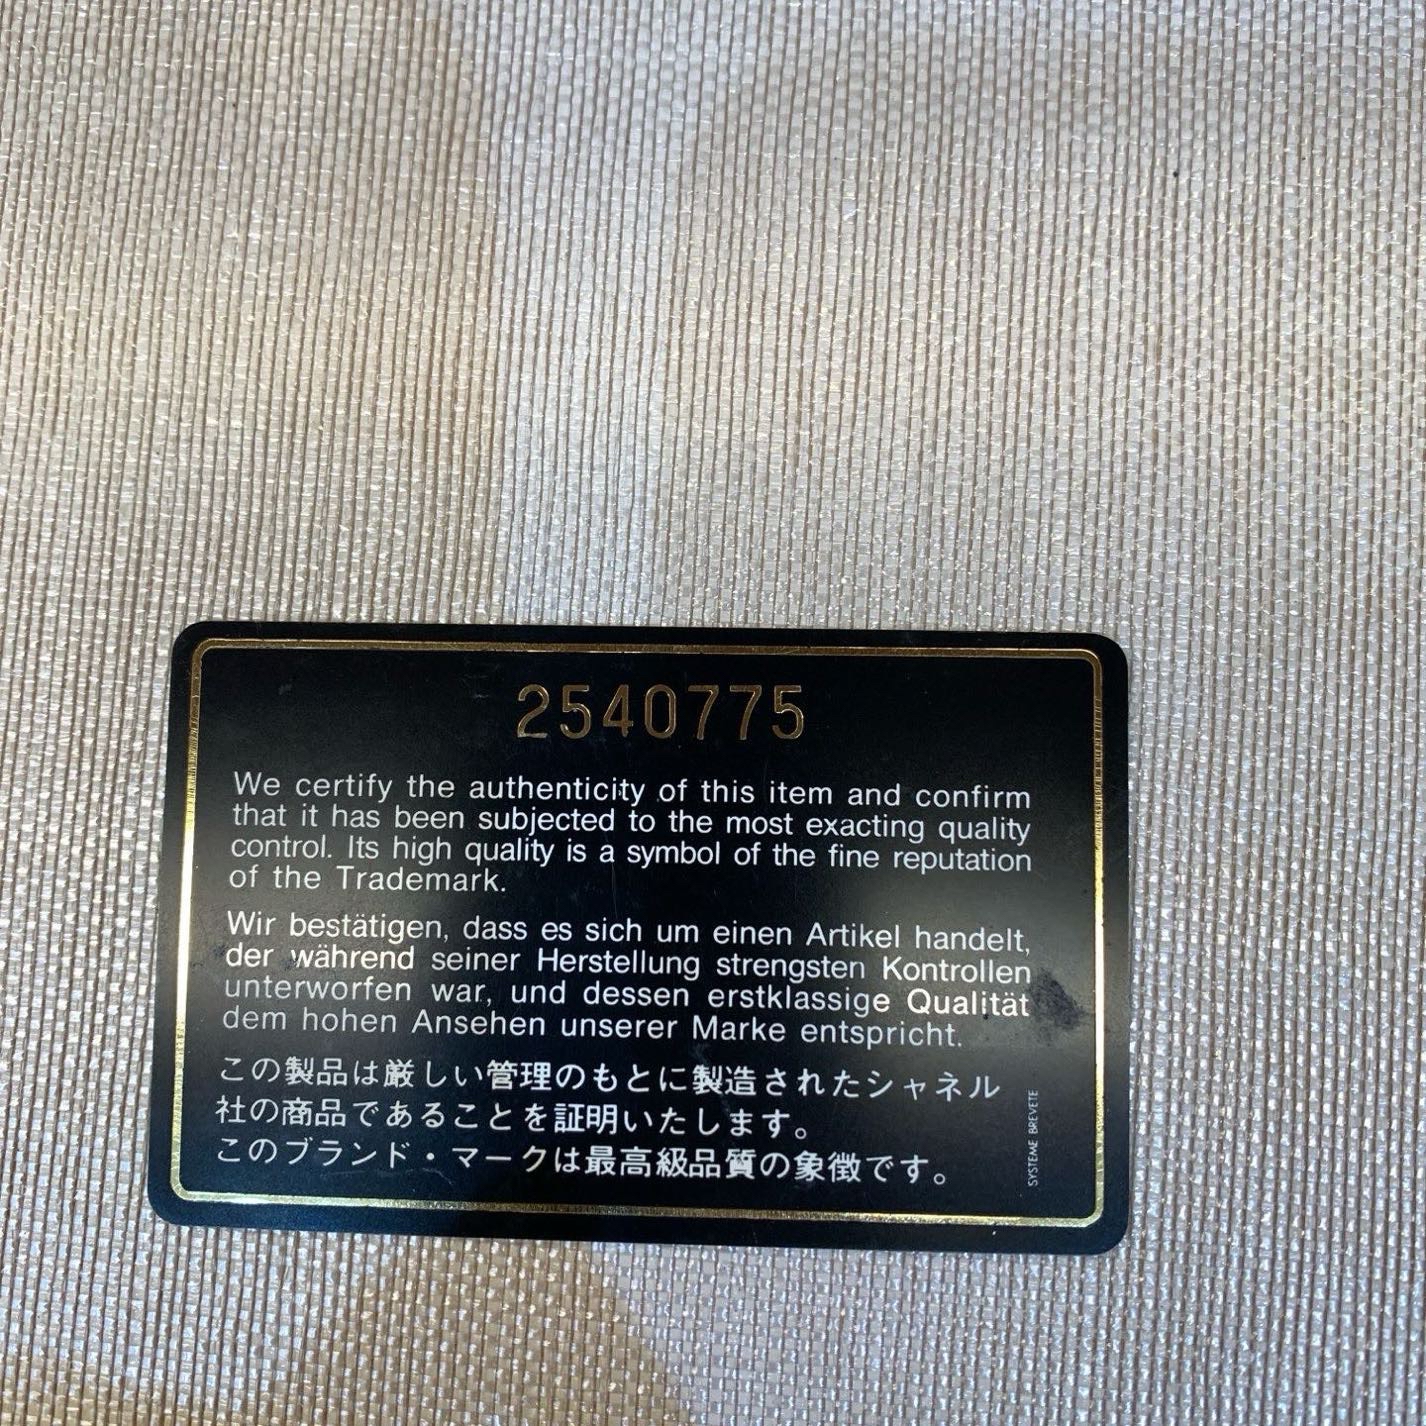 2540775
We certify the authenticity of this item and confirm
that it has been subjected to the most exacting quality
control. Its high quality is a symbol of the fine reputation
of the Trademark.
Wir bestätigen, dass es sich um einen Artikel handelt,
der während seiner Herstellung strengsten Kontrollen
unterworfen war, und dessen erstklassige Qualität
dem hohen Ansehen unserer Marke entspricht.
この製品は厳しい管理のもとに製造されたシャネル
社の商品であることを証明いたします。
このブランド・マークは最高級品質の象徴です。
SYSTEME BREVETE